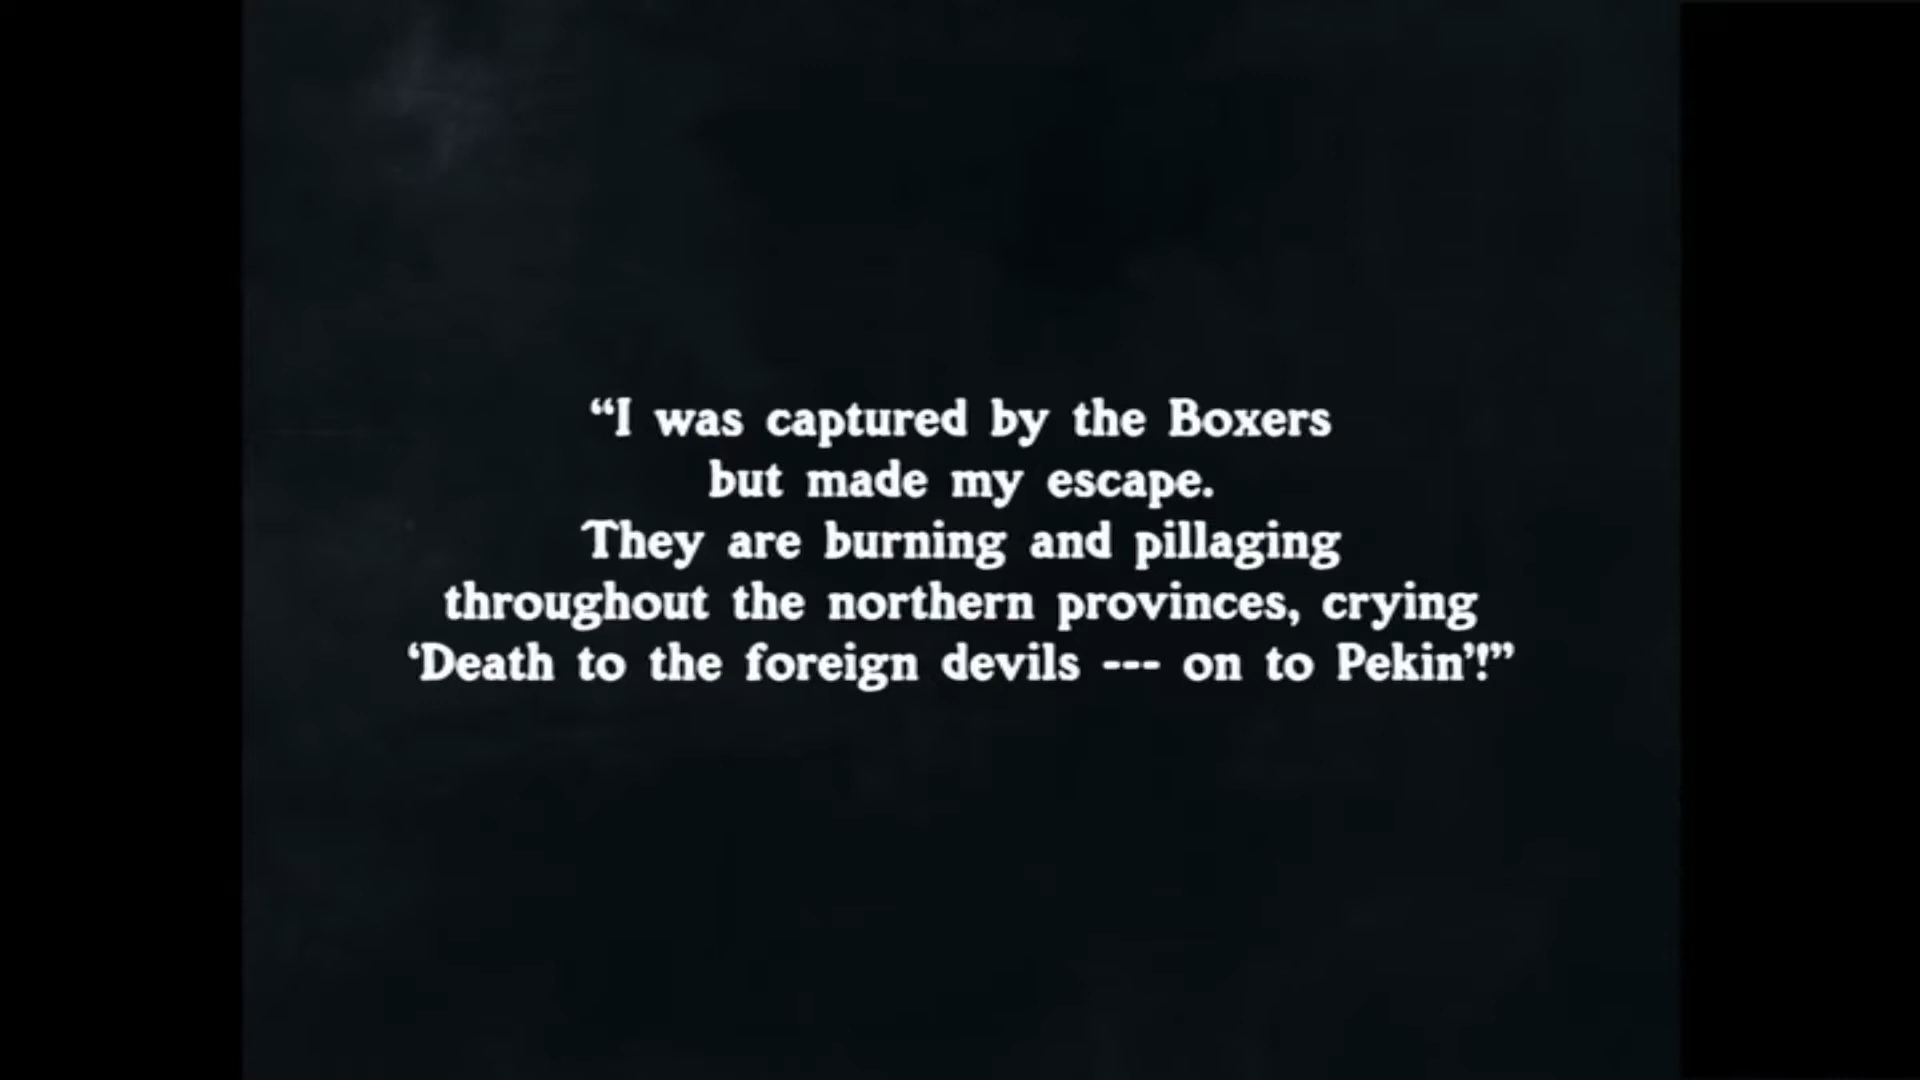 “I was captured by the Boxers
but made my escape.
They are burning and pillaging
throughout the northern provinces, crying
‘Death to the foreign devils --- on to Pekin’!”